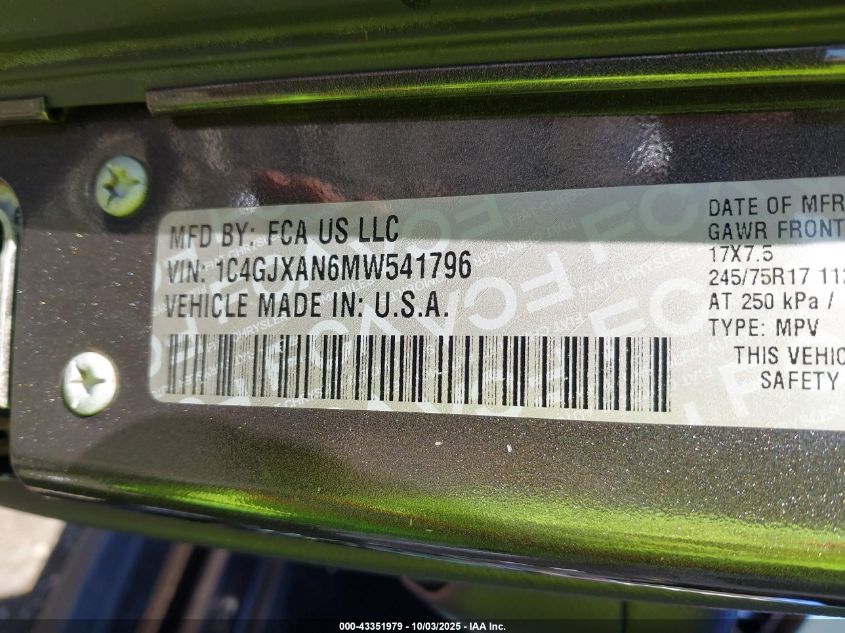 MFD BY: FCA US LLC
VIN: 1C4GJXAN6MW541796
VEHICLE MADE IN: U.S.A.
DATE OF MFR
GAWR FRONT
17X7.5
245/75R17 112
AT 250 kPa /
TYPE: MPV
THIS VEHIC
SAFETY
000-43351979 - 10/03/2025 - © IAA Inc.